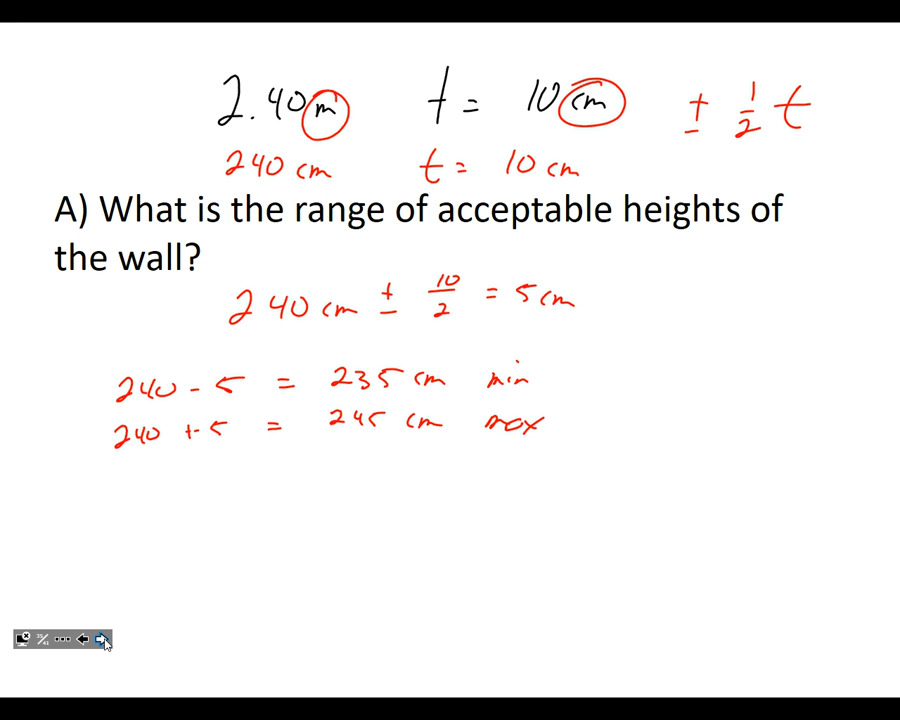 2.40 m t = 10 cm ± 1/2 t
240 cm t = 10 cm
A) What is the range of acceptable heights of
the wall?
240 cm ± 10/2 = 5 cm
240 - 5 = 235 cm min
240 + 5 = 245 cm max